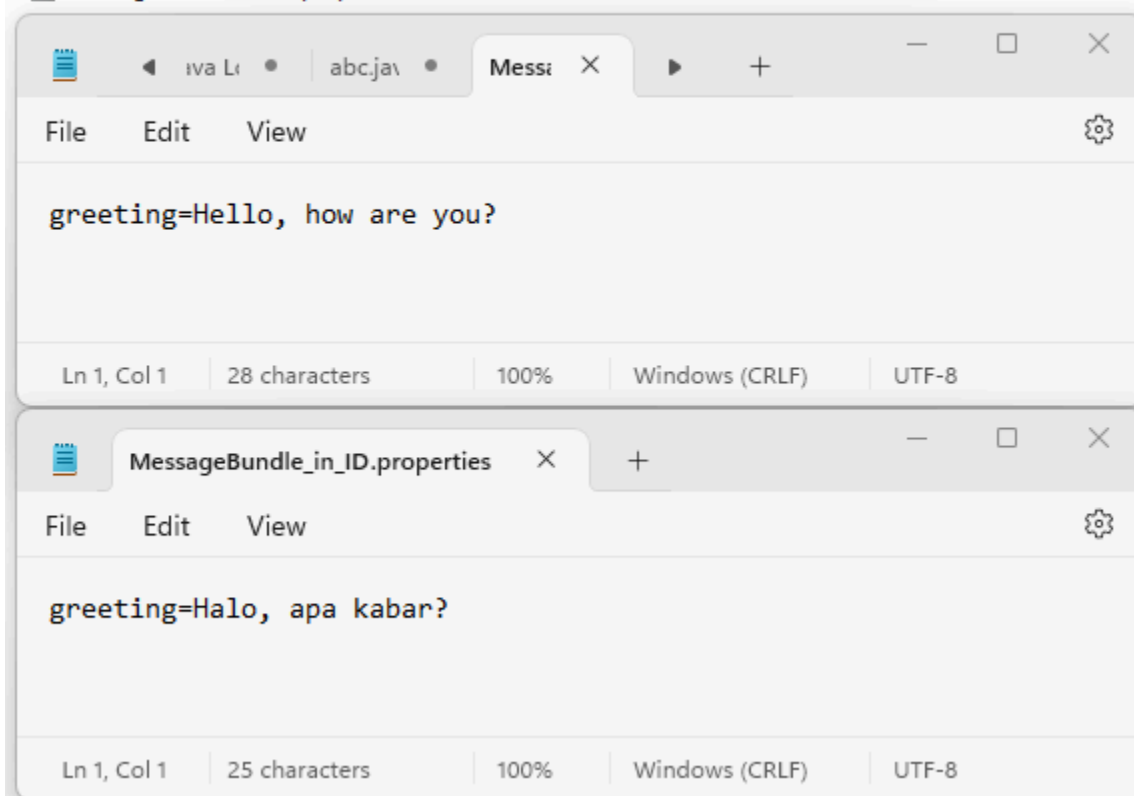 abc.jav
Messa
File Edit View
greeting=Hello, how are you?
Ln 1, Col 1 28 characters 100% Windows (CRLF) UTF-8
MessageBundle_in_ID.properties
File Edit View
greeting=Halo, apa kabar?
Ln 1, Col 1 25 characters 100% Windows (CRLF) UTF-8